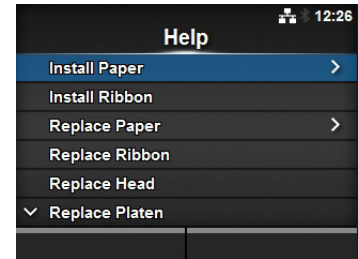 12:26
Help
Install Paper
Install Ribbon
Replace Paper
Replace Ribbon
Replace Head
Replace Platen